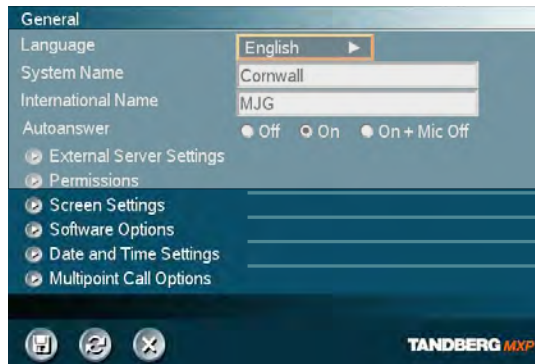 General
Language English
System Name Cornwall
International Name MJG
Autoanswer Off On On + Mic Off
External Server Settings
Permissions
Screen Settings
Software Options
Date and Time Settings
Multipoint Call Options
TANDBERG MXP